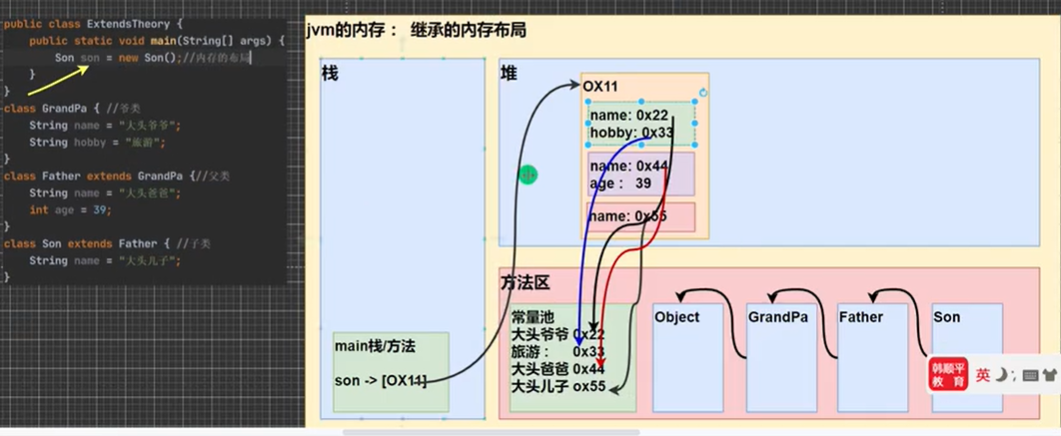 public class ExtendsTheory {
public static void main(String[] args) {
Son son = new Son();//内存的布局
}
}
class GrandPa { //爷类
String name = "大头爷爷";
String hobby = "旅游";
}
class Father extends GrandPa {//父类
String name = "大头爸爸";
int age = 39;
}
class Son extends Father { //子类
String name = "大头儿子";
}
jvm的内存： 继承的内存布局
栈
main栈/方法
son -> [OX11]
堆
OX11
name: 0x22
hobby: 0x33
name: 0x44
age： 39
name: 0x55
方法区
常量池
大头爷爷 0x22
旅游： 0x33
大头爸爸 0x44
大头儿子 ox55
Object
GrandPa
Father
Son
韩顺平
教 育
英